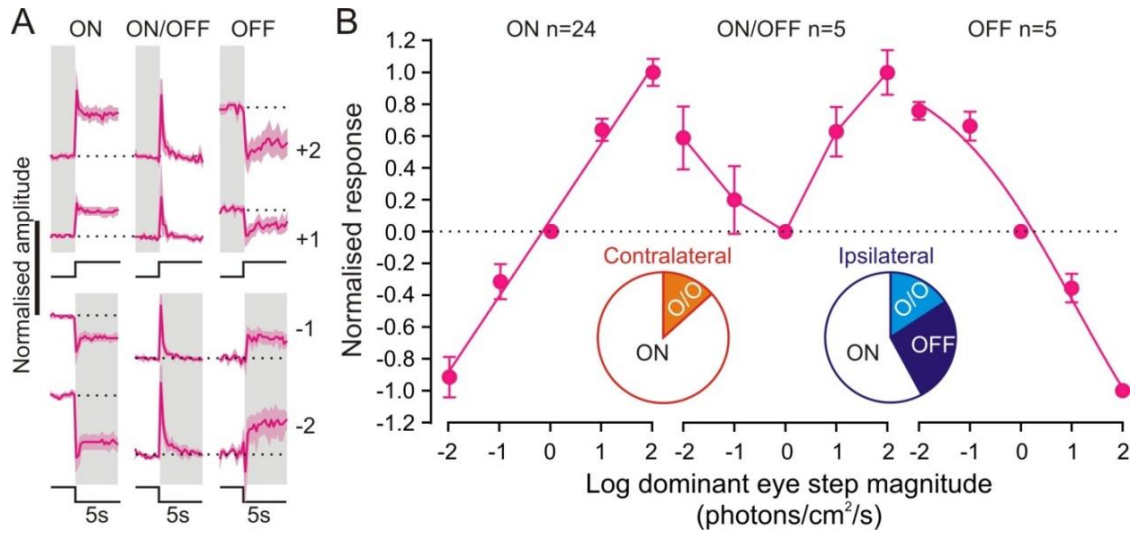 A
ON ON/OFF OFF
+2
+1
-1
-2
Normalised amplitude
5s 5s 5s
B
ON n=24 ON/OFF n=5 OFF n=5
1.2
1.0
0.8
0.6
0.4
0.2
0.0
-0.2
-0.4
-0.6
-0.8
-1.0
-1.2
Normalised response
Contralateral
O/O
ON
Ipsilateral
O/O
OFF
ON
-2 -1 0 1 2 -2 -1 0 1 2 -2 -1 0 1 2
Log dominant eye step magnitude
(photons/cm²/s)